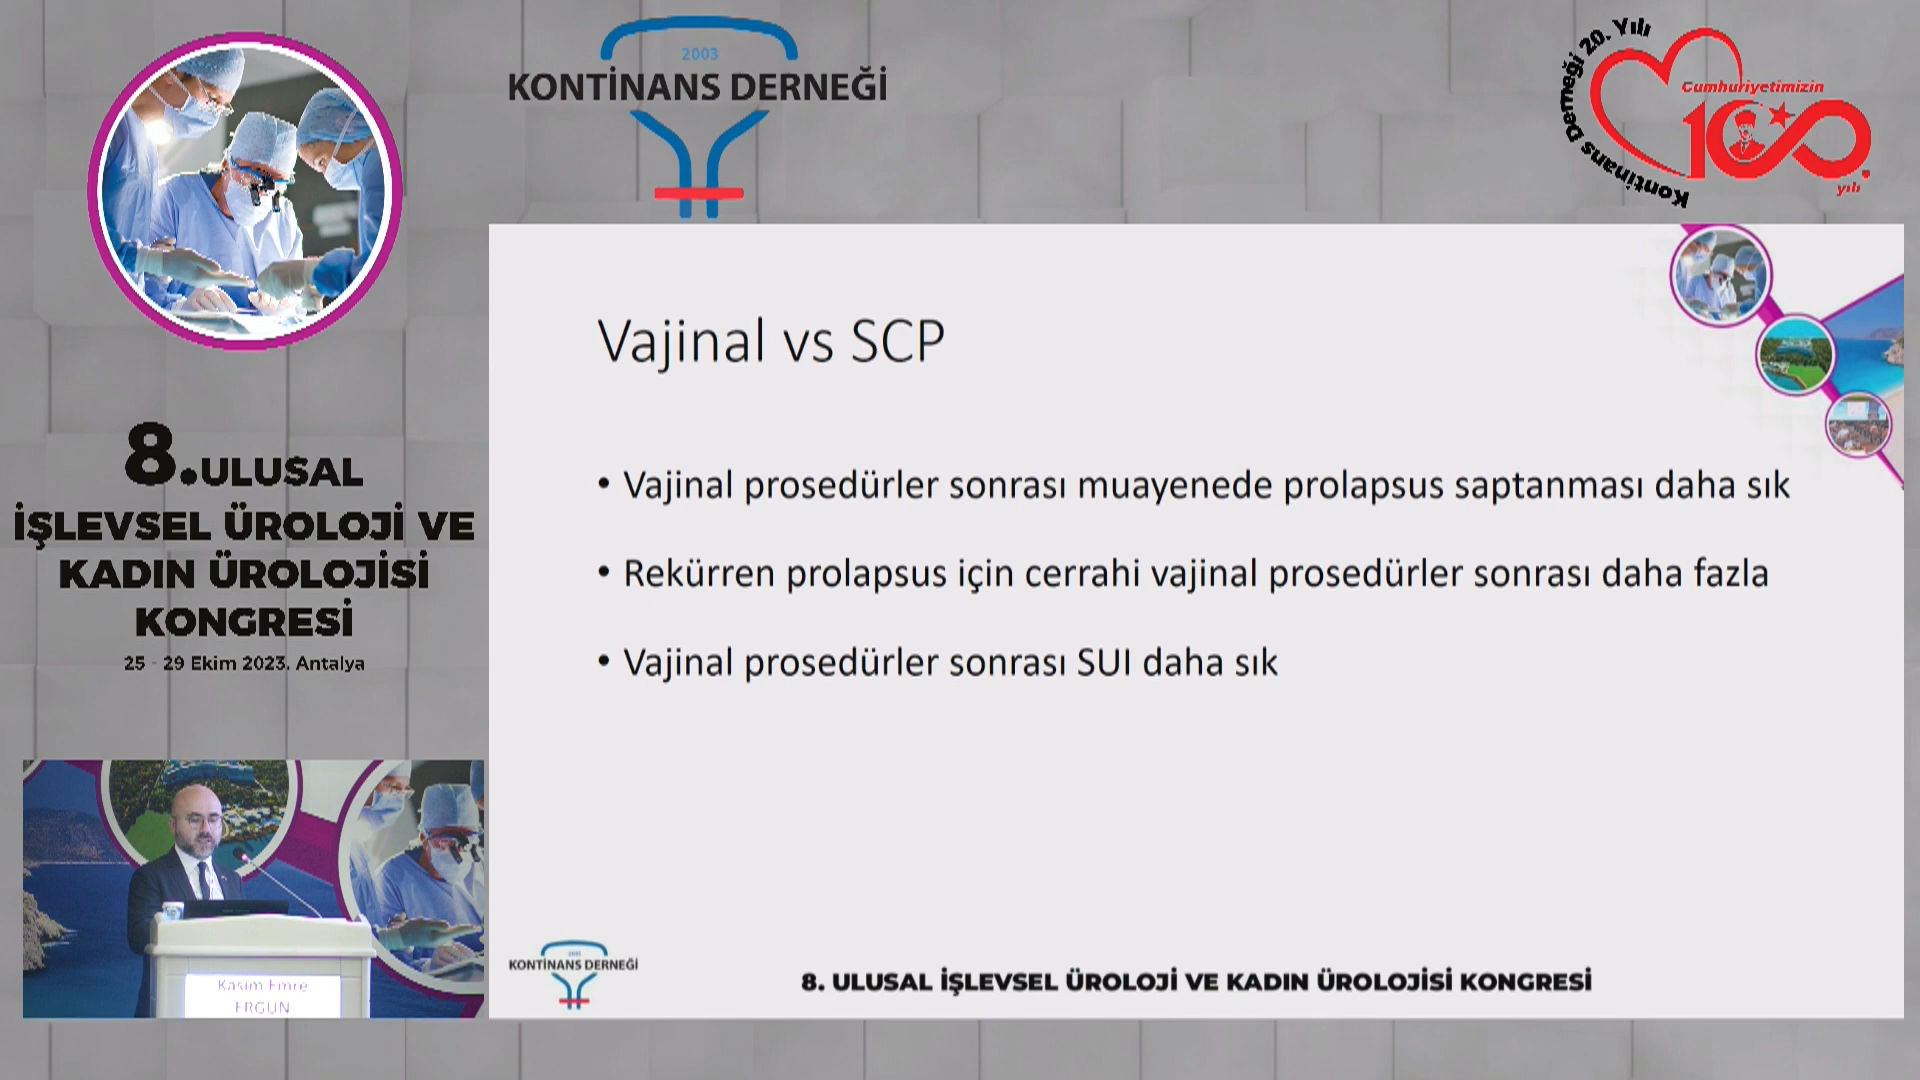 2003
KONTİNANS DERNEĞİ
Kontinans Derneği 20. Yılı
Cumhuriyetimizin
100.
yılı
8.ULUSAL
İŞLEVSEL ÜROLOJİ VE
KADIN ÜROLOJİSİ
KONGRESİ
25 - 29 Ekim 2023. Antalya
Vajinal vs SCP
• Vajinal prosedürler sonrası muayenede prolapsus saptanması daha sık
• Rekürren prolapsus için cerrahi vajinal prosedürler sonrası daha fazla
• Vajinal prosedürler sonrası SUI daha sık
Kasım Emre
ERGÜN
2003
KONTİNANS DERNEĞİ
8. ULUSAL İŞLEVSEL ÜROLOJİ VE KADIN ÜROLOJİSİ KONGRESİ